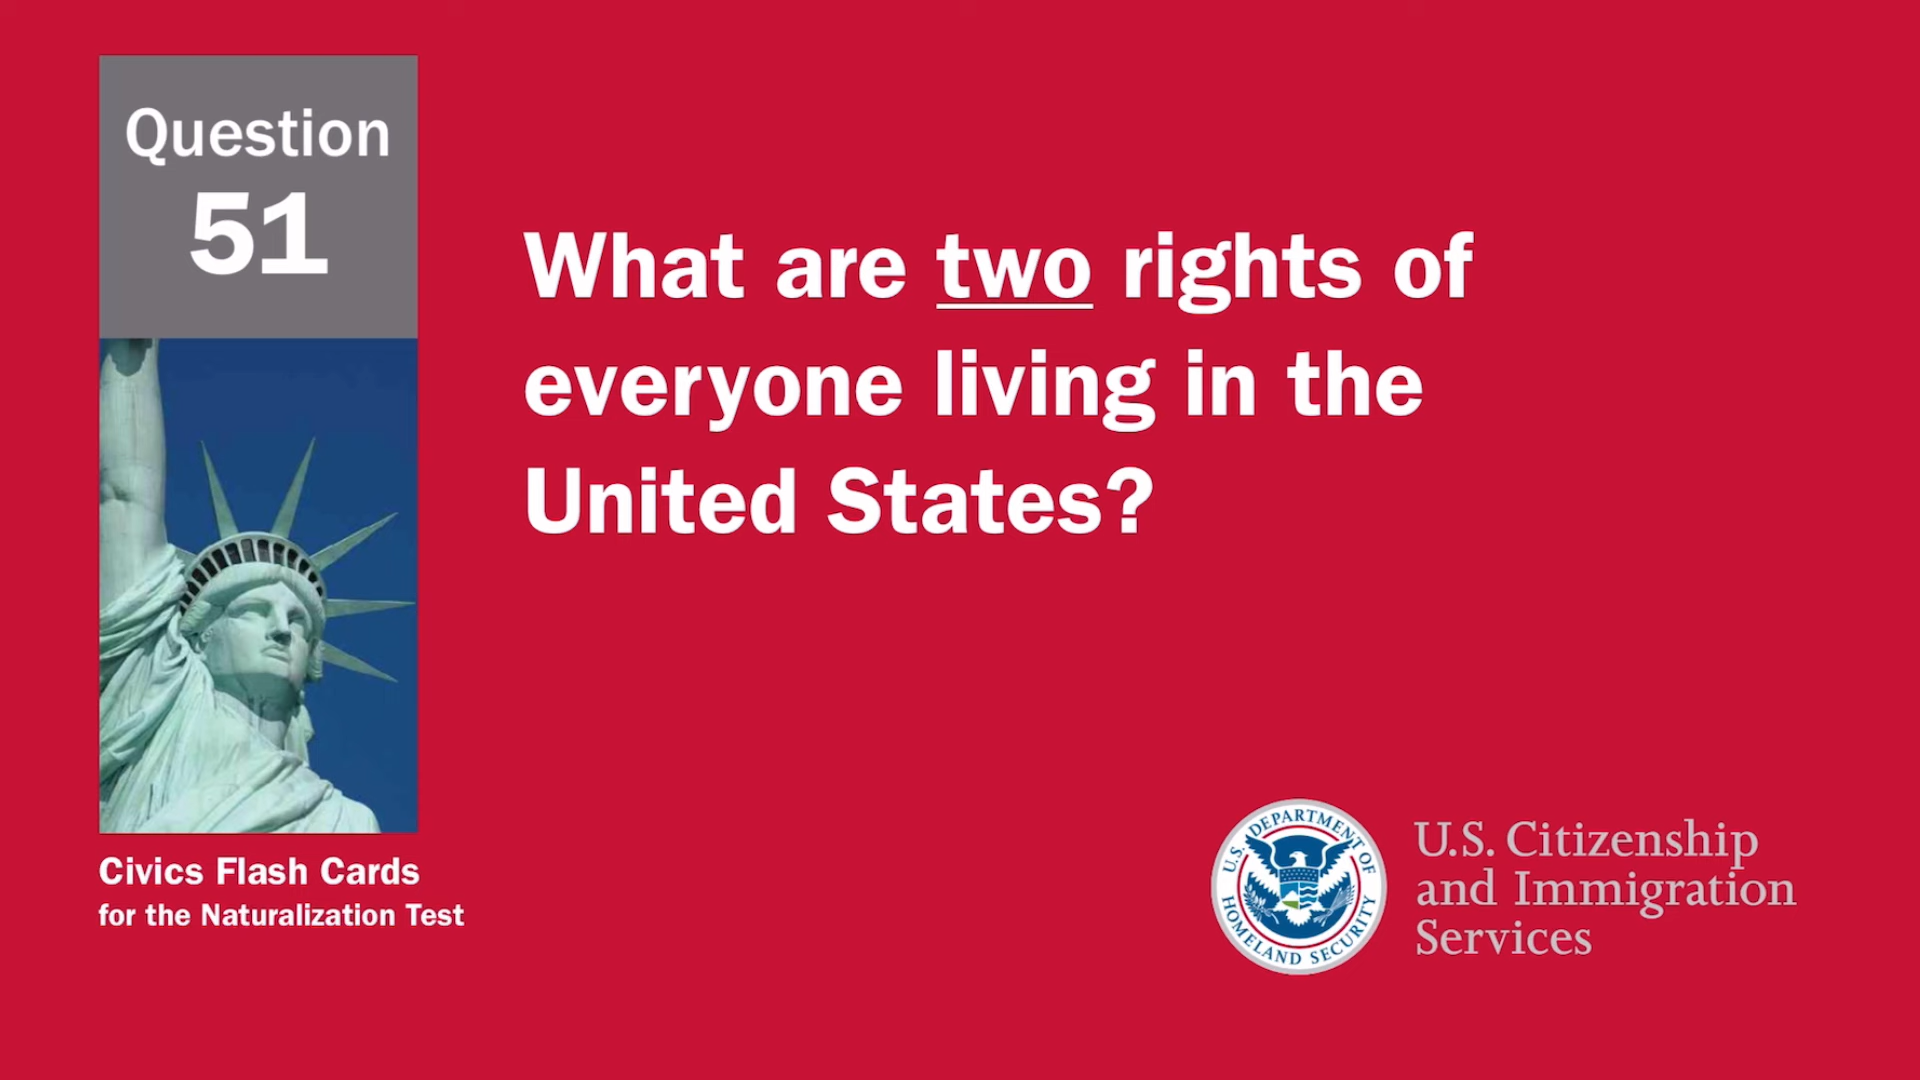 Question
51
What are two rights of
everyone living in the
United States?
Civics Flash Cards
for the Naturalization Test
U.S. DEPARTMENT OF
HOMELAND SECURITY
U.S. Citizenship
and Immigration
Services